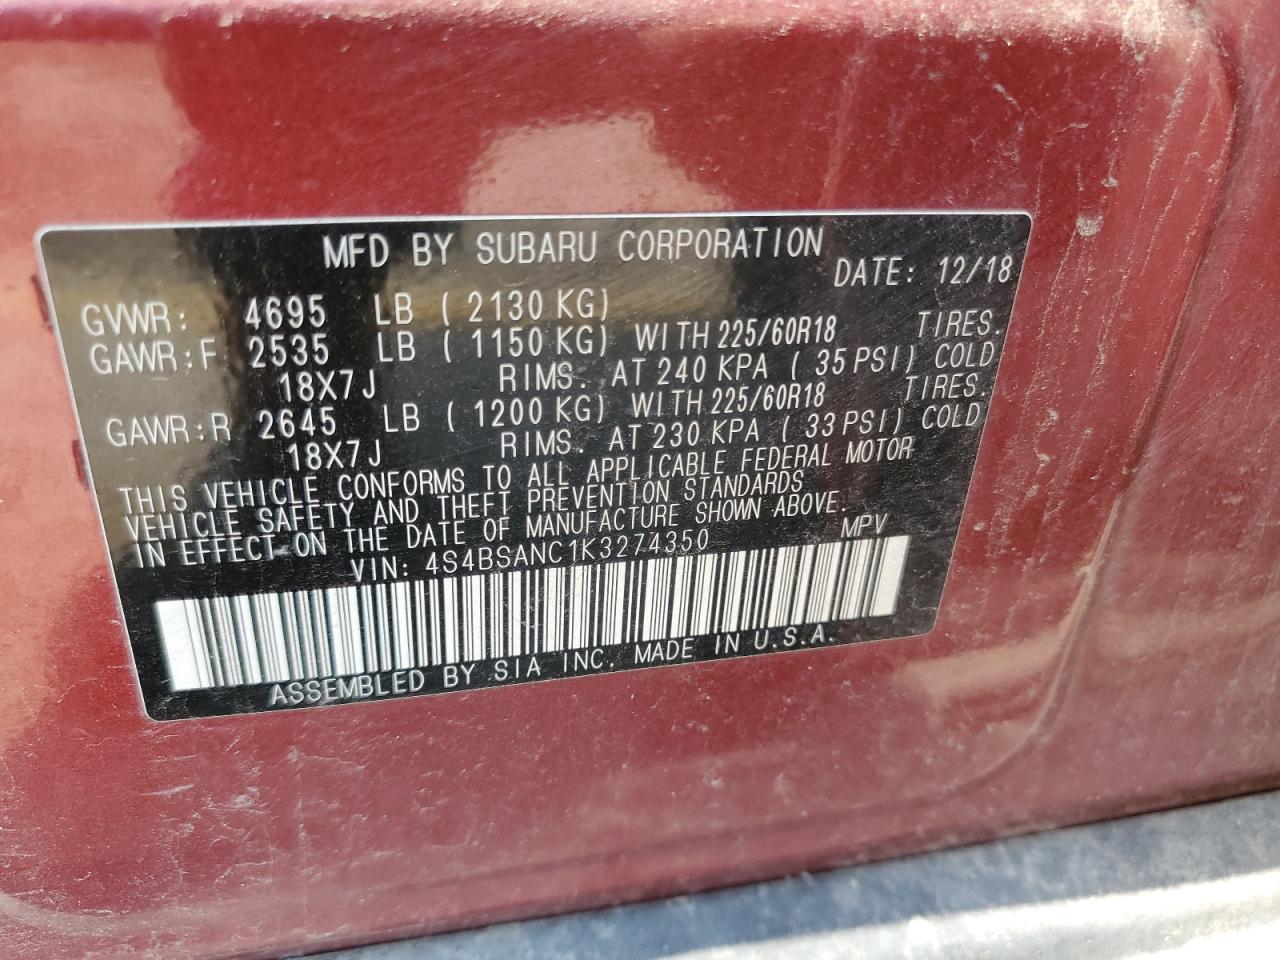 MFD BY SUBARU CORPORATION
DATE: 12/18
GVWR: 4695 LB ( 2130 KG)
GAWR:F 2535 LB ( 1150 KG) WITH 225/60R18 TIRES.
18X7J RIMS. AT 240 KPA ( 35 PSI) COLD
GAWR:R 2645 LB ( 1200 KG) WITH 225/60R18 TIRES.
18X7J RIMS. AT 230 KPA ( 33 PSI) COLD
THIS VEHICLE CONFORMS TO ALL APPLICABLE FEDERAL MOTOR
VEHICLE SAFETY AND THEFT PREVENTION STANDARDS
IN EFFECT ON THE DATE OF MANUFACTURE SHOWN ABOVE.
VIN: 4S4BSANC1K3274350 MPV
ASSEMBLED BY SIA INC. MADE IN U.S.A.